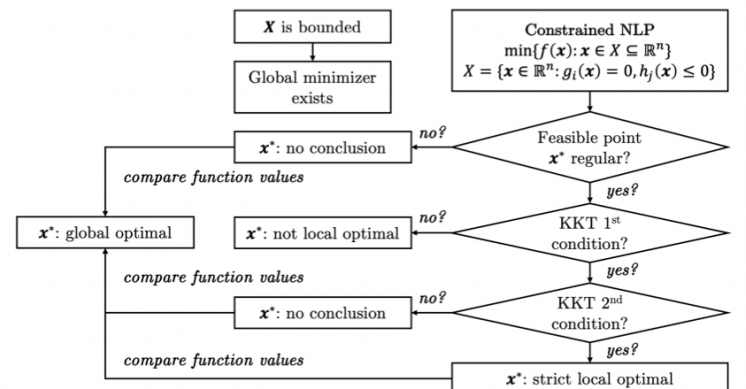 X is bounded
Global minimizer
exists
Constrained NLP
min{f(x): x ∈ X ⊆ ℝⁿ}
X = {x ∈ ℝⁿ: gᵢ(x) = 0, hⱼ(x) ≤ 0}
Feasible point
x* regular?
no?
x*: no conclusion
compare function values
yes?
KKT 1st
condition?
no?
x*: not local optimal
x*: global optimal
yes?
compare function values
KKT 2nd
condition?
no?
x*: no conclusion
yes?
compare function values
x*: strict local optimal